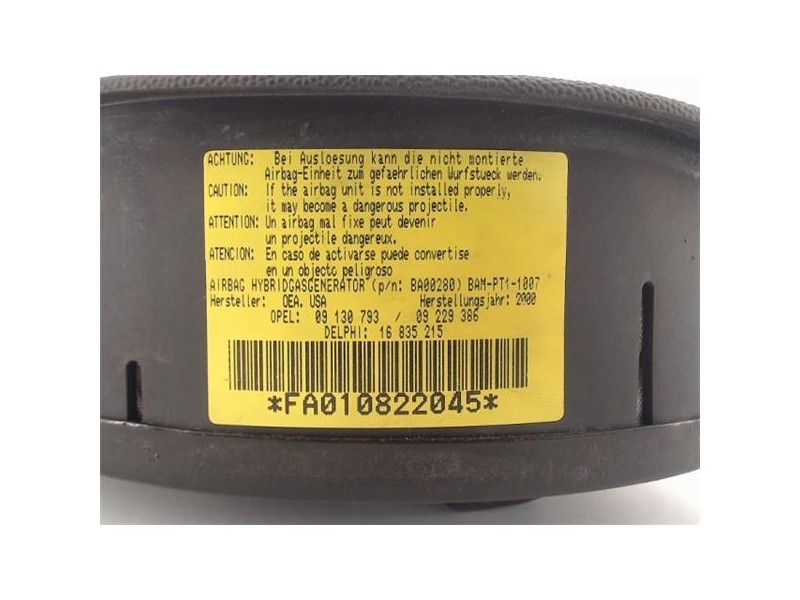 ACHTUNG: Bei Ausloesung kann die nicht montierte
Airbag-Einheit zum gefaehrlichen Wurfstueck werden.
CAUTION: If the airbag unit is not installed properly,
it may become a dangerous projectile.
ATTENTION: Un airbag mal fixe peut devenir
un projectile dangereux.
ATENCION: En caso de activarse puede convertise
en un objecto peligroso
AIRBAG HYBRIDGASGENERATOR (p/n: BA00280) BAM-PT1-1007
Hersteller: OEA. USA Herstellungsjahr: 2000
OPEL: 09 130 793 / 09 229 386
DELPHI: 16 835 215
*FA010822045*